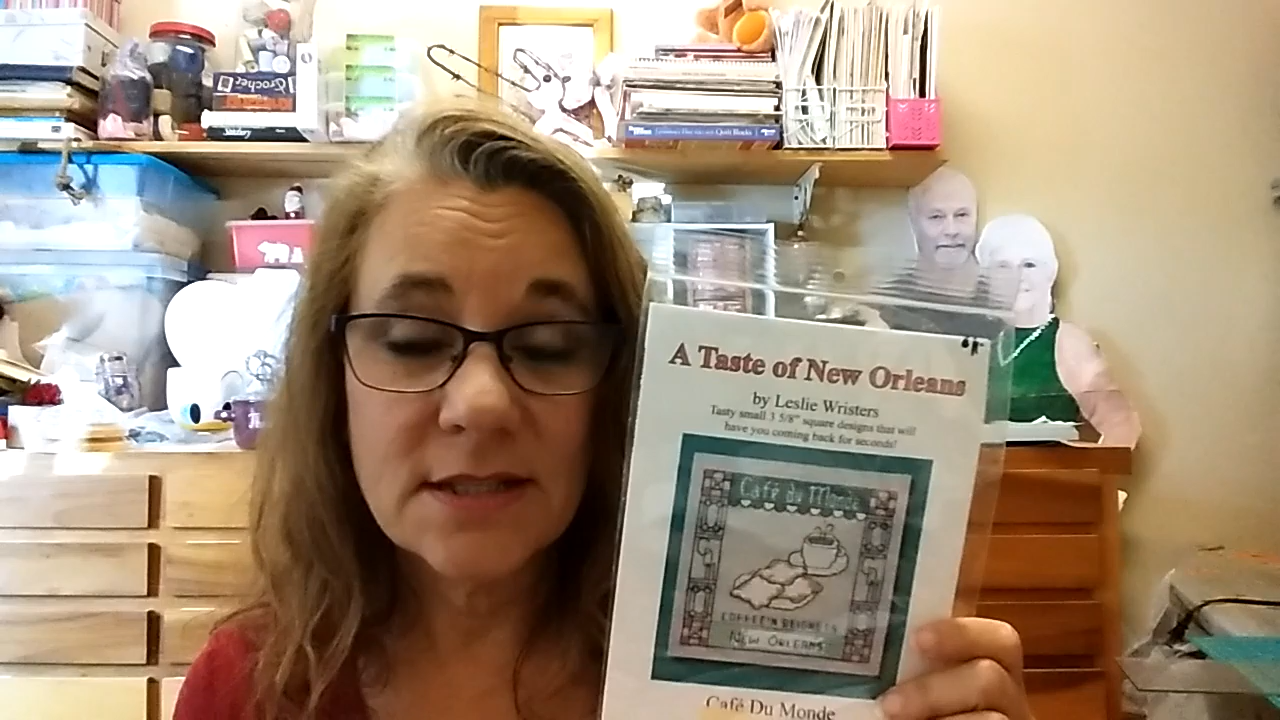 Crochet
A Taste of New Orleans
by Leslie Wristers
Tasty small 3 5/8" square designs that will
have you coming back for seconds!
Café du Monde
COFFEE 'N BEIGNETS
NEW ORLEANS
Café Du Monde